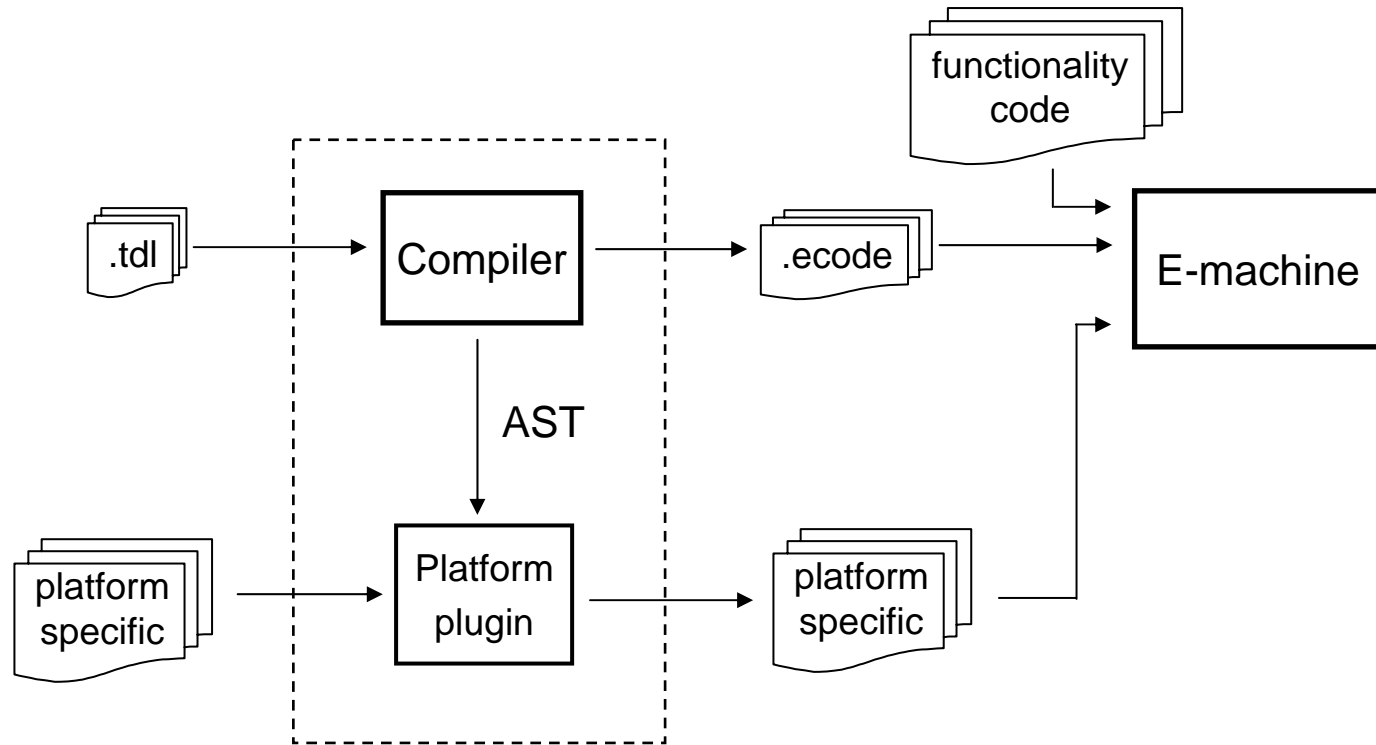 functionality
code
.tdl
Compiler
.ecode
E-machine
AST
platform
specific
Platform
plugin
platform
specific